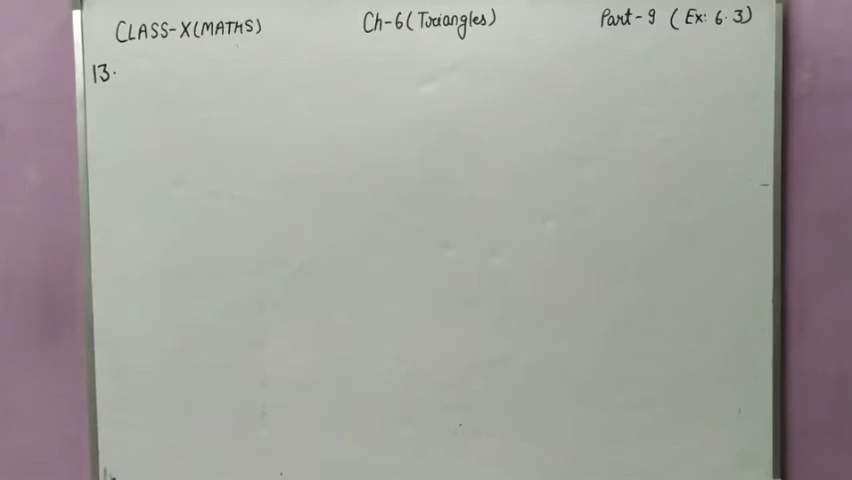 CLASS-X(MATHS) Ch-6(Triangles) Part-9 (Ex: 6.3)
13.